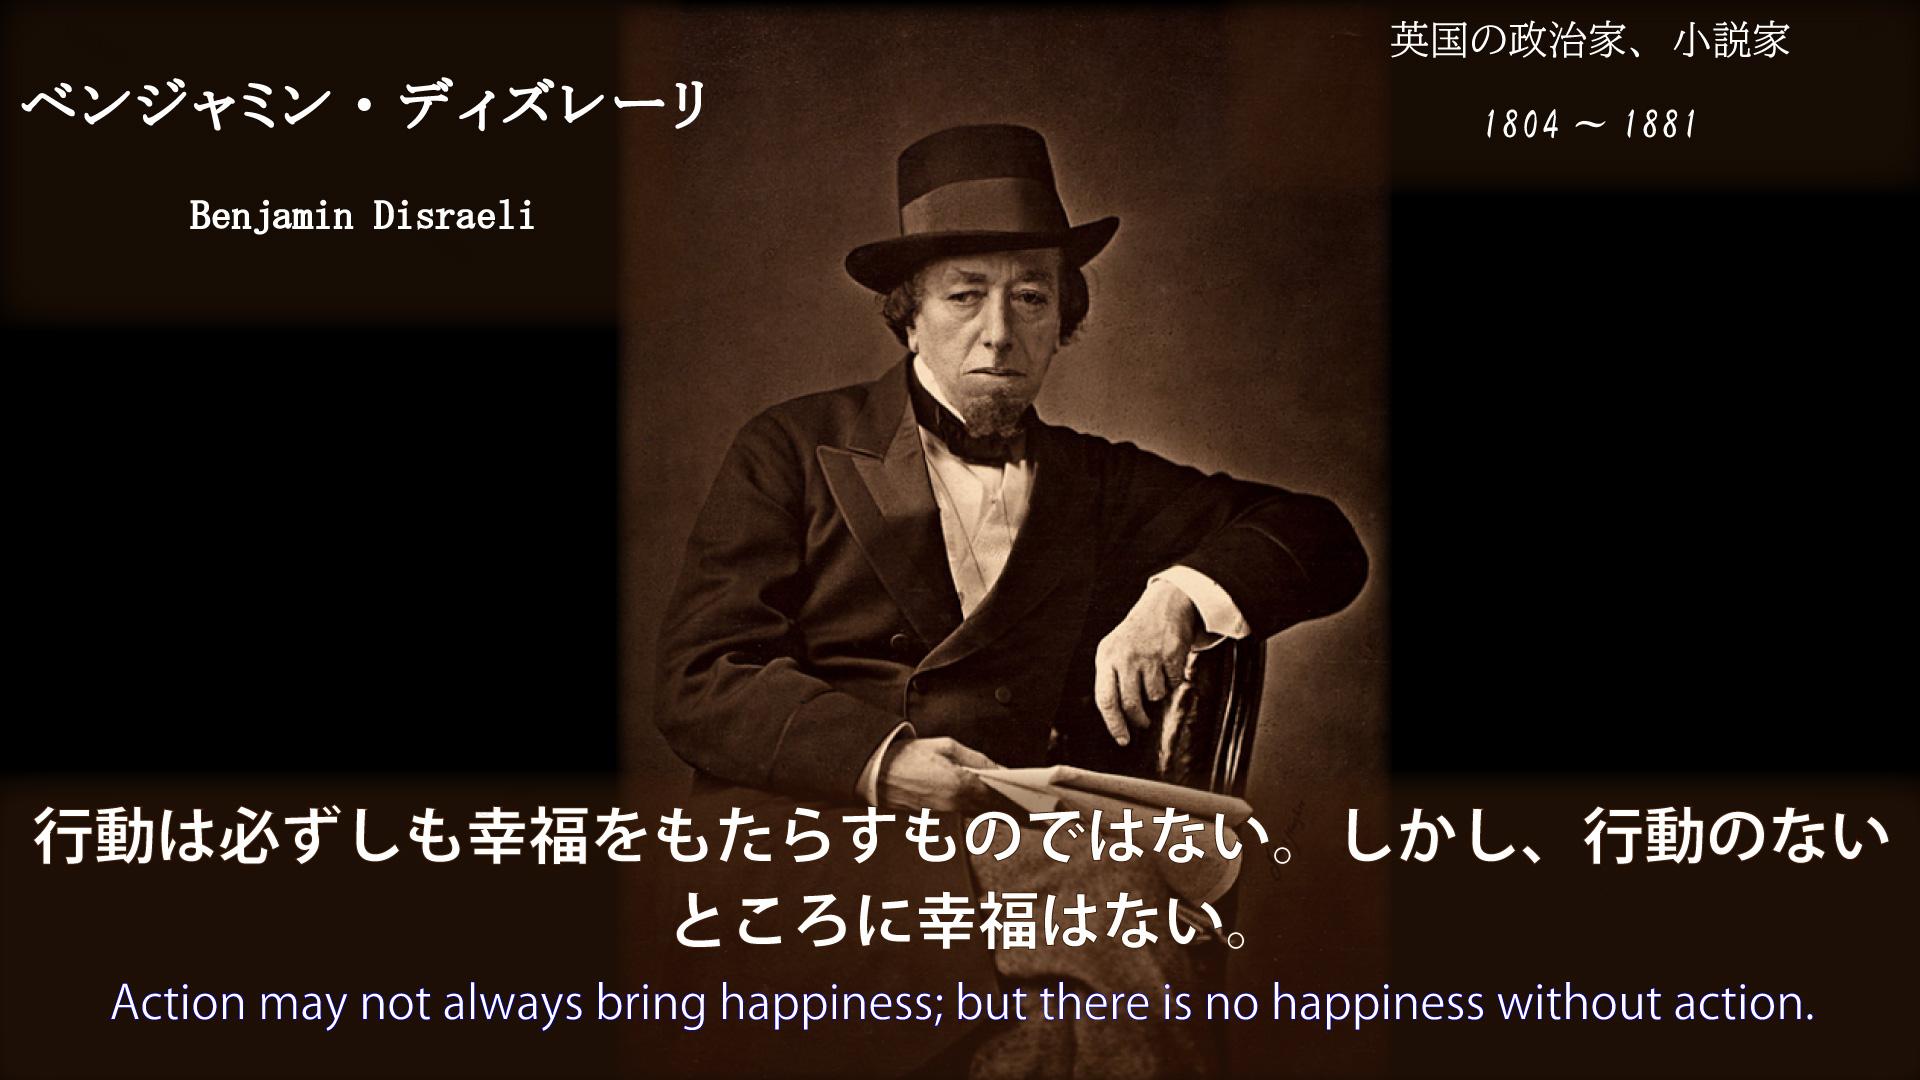 ベンジャミン・ディズレーリ
Benjamin Disraeli
英国の政治家、小説家
1804 ～ 1881
行動は必ずしも幸福をもたらすものではない。しかし、行動のない
ところに幸福はない。
Action may not always bring happiness; but there is no happiness without action.